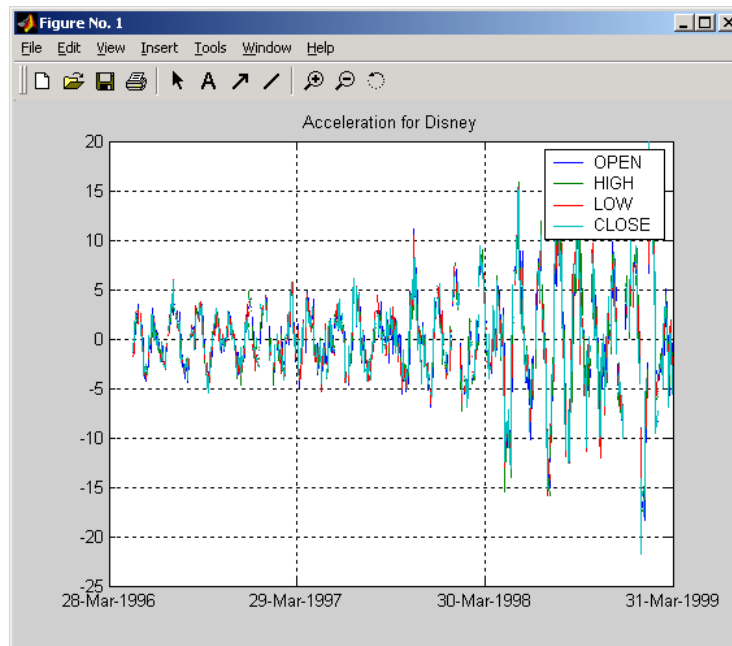 Figure No. 1
File Edit View Insert Tools Window Help
A
Acceleration for Disney
20
15
10
5
0
-5
-10
-15
-20
-25
OPEN
HIGH
LOW
CLOSE
28-Mar-1996 29-Mar-1997 30-Mar-1998 31-Mar-1999